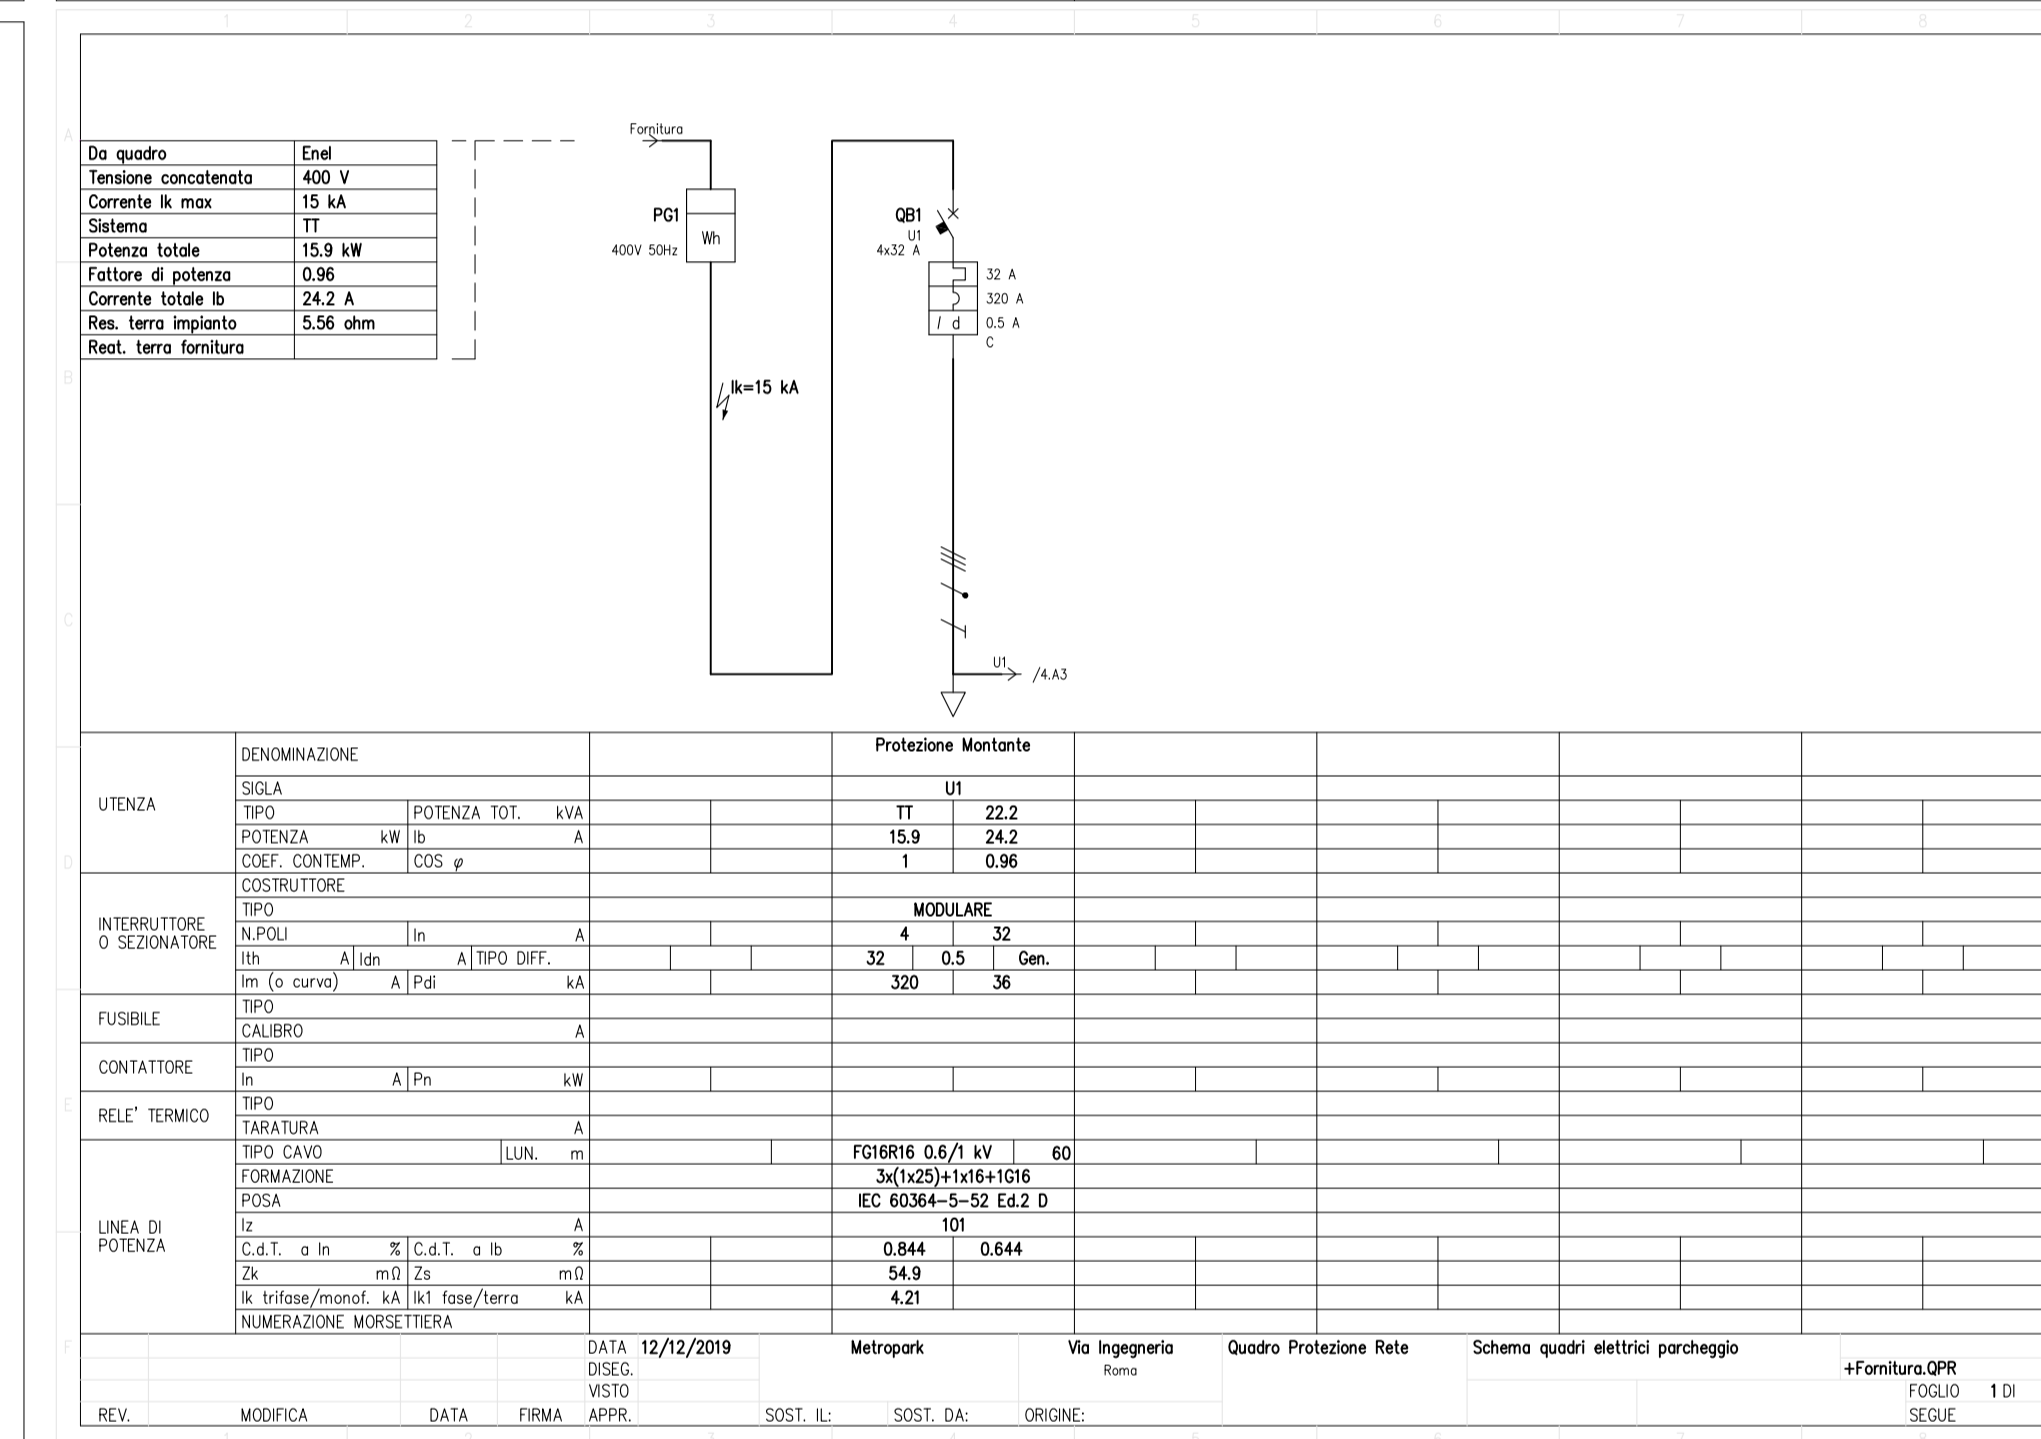 1 2 3 4 5 6 7 8
A
B
C
D
E
F
Fornitura
Da quadro Enel
Tensione concatenata 400 V
Corrente Ik max 15 kA
Sistema TT
Potenza totale 15.9 kW
Fattore di potenza 0.96
Corrente totale Ib 24.2 A
Res. terra impianto 5.56 ohm
Reat. terra fornitura
PG1
Wh
400V 50Hz
Ik=15 kA
QB1
U1
4x32 A
32 A
320 A
I d 0.5 A
C
U1 /4.A3
UTENZA
DENOMINAZIONE Protezione Montante
SIGLA U1
TIPO POTENZA TOT. kVA TT 22.2
POTENZA kW Ib A 15.9 24.2
COEF. CONTEMP. COS φ 1 0.96
INTERRUTTORE
O SEZIONATORE
COSTRUTTORE
TIPO MODULARE
N.POLI In A 4 32
Ith A Idn A TIPO DIFF. 32 0.5 Gen.
Im (o curva) A Pdi kA 320 36
FUSIBILE
TIPO
CALIBRO A
CONTATTORE
TIPO
In A Pn kW
RELE' TERMICO
TIPO
TARATURA A
LINEA DI
POTENZA
TIPO CAVO LUN. m FG16R16 0.6/1 kV 60
FORMAZIONE 3x(1x25)+1x16+1G16
POSA IEC 60364-5-52 Ed.2 D
Iz A 101
C.d.T. a In % C.d.T. a Ib % 0.844 0.644
Zk mΩ Zs mΩ 54.9
Ik trifase/monof. kA Ik1 fase/terra kA 4.21
NUMERAZIONE MORSETTIERA
DATA 12/12/2019 Metropark Via Ingegneria Quadro Protezione Rete Schema quadri elettrici parcheggio
DISEG. Roma +Fornitura.QPR
VISTO FOGLIO 1 DI
REV. MODIFICA DATA FIRMA APPR. SOST. IL: SOST. DA: ORIGINE: SEGUE